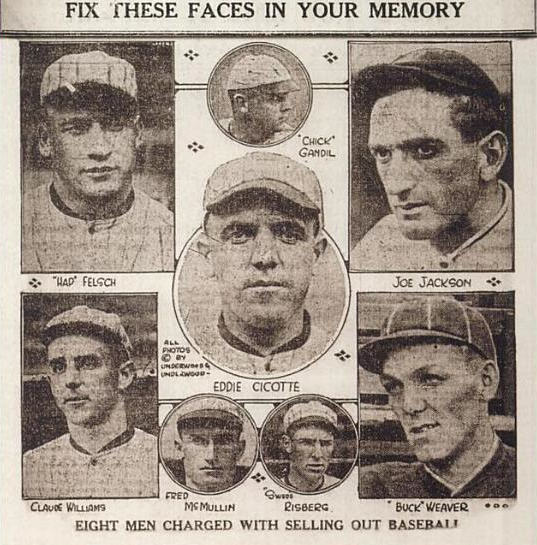 FIX THESE FACES IN YOUR MEMORY
"CHICK"
GANDIL
"HAP" FELSCH
JOE JACKSON
ALL
PHOTOS
© BY
UNDERWOOD &
UNDERWOOD-
EDDIE CICOTTE
CLAUDE WILLIAMS
FRED
MCMULLIN
"SWEDE"
RISBERG
"BUCK" WEAVER
EIGHT MEN CHARGED WITH SELLING OUT BASEBALL